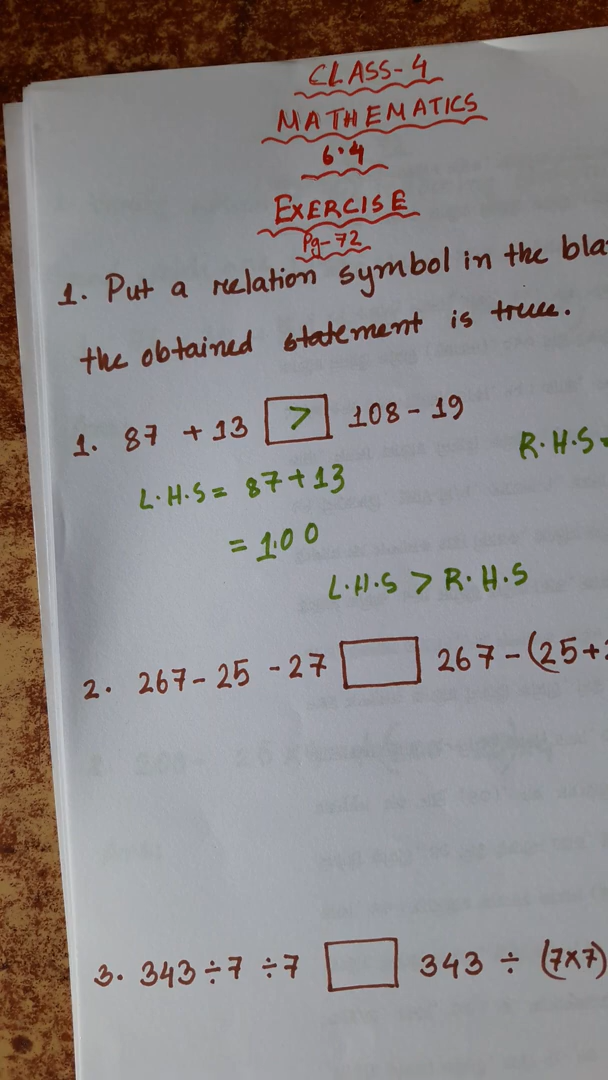 CLASS-4
MATHEMATICS
6.4
EXERCISE
Pg-72
1. Put a relation symbol in the
the obtained statement is true.
1. 87 + 13 > 108 - 19
L.H.S = 87 + 13
R.H.S =
= 100
L.H.S > R.H.S
2. 267 - 25 - 27 267 - (25+
3. 343 ÷ 7 ÷ 7 343 ÷ (7×7)